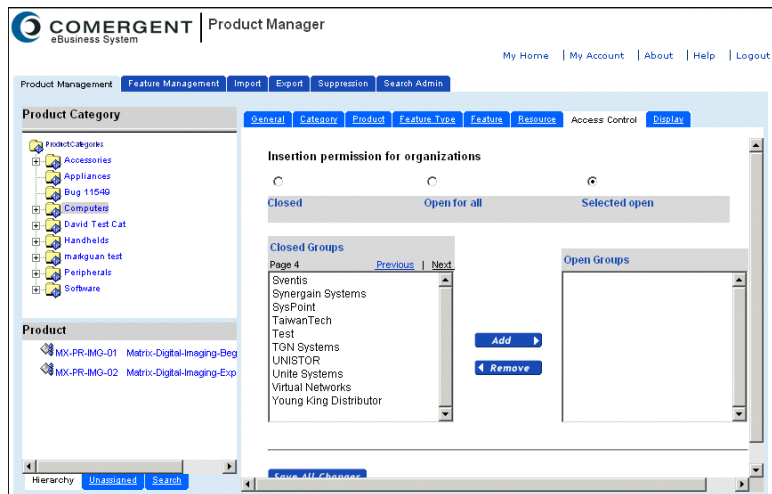 COMERGENT
eBusiness System
Product Manager
My Home | My Account | About | Help | Logout
Product Management Feature Management Import Export Suppression Search Admin
Product Category
ProductCategories
Accessories
Appliances
Bug 11549
Computers
David Test Cat
Handhelds
markguan test
Peripherals
Software
Product
MX-PR-IMG-01 Matrix-Digital-Imaging-Beg
MX-PR-IMG-02 Matrix-Digital-Imaging-Exp
Hierarchy Unassigned Search
General Category Product Feature Type Feature Resource Access Control Display
Insertion permission for organizations
Closed Open for all Selected open
Closed Groups
Page 4 Previous | Next
Sventis
Synergain Systems
SysPoint
TaiwanTech
Test
TGN Systems
UNISTOR
Unite Systems
Virtual Networks
Young King Distributor
Add
Remove
Open Groups
Save All Changes